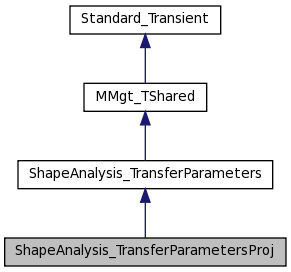 Standard_Transient
MMgt_TShared
ShapeAnalysis_TransferParameters
ShapeAnalysis_TransferParametersProj